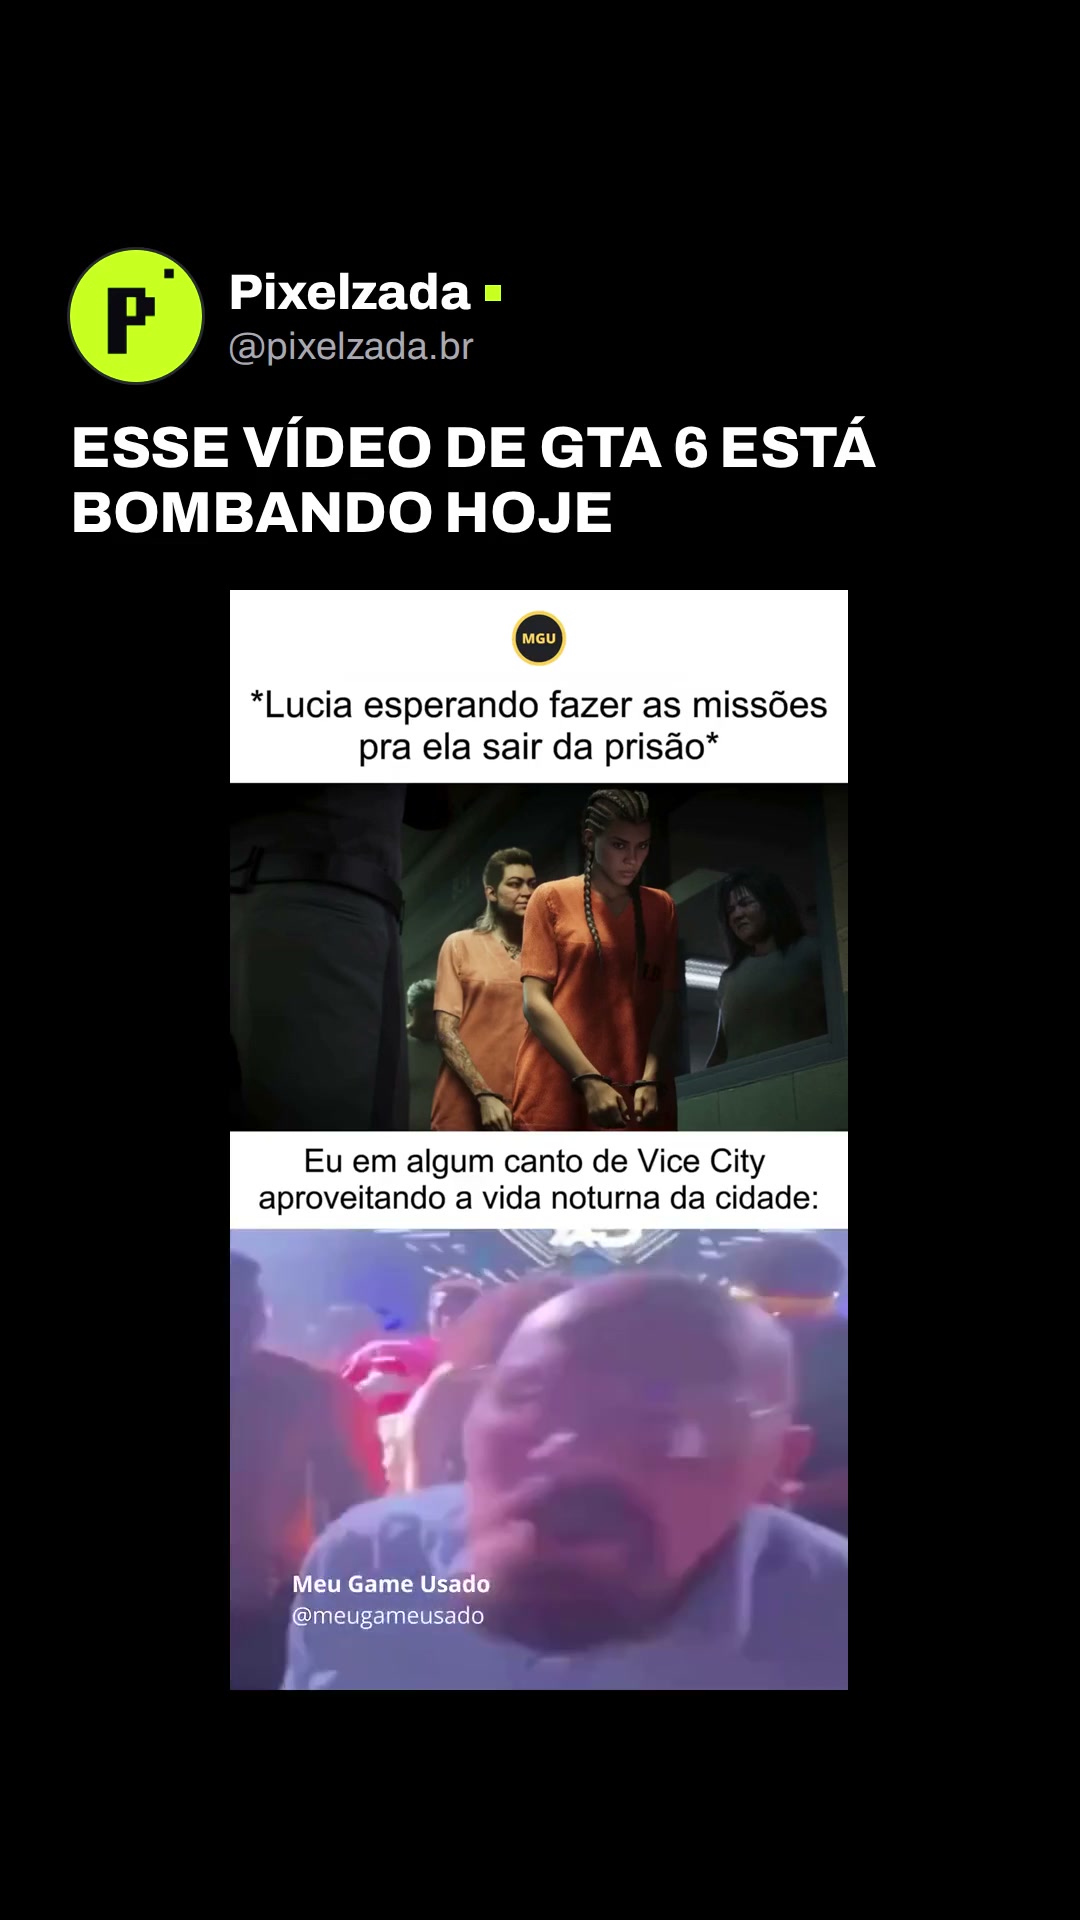 Pixelzada
@pixelzada.br
ESSE VÍDEO DE GTA 6 ESTÁ
BOMBANDO HOJE
MGU
*Lucia esperando fazer as missões
pra ela sair da prisão*
Eu em algum canto de Vice City
aproveitando a vida noturna da cidade:
Meu Game Usado
@meugameusado